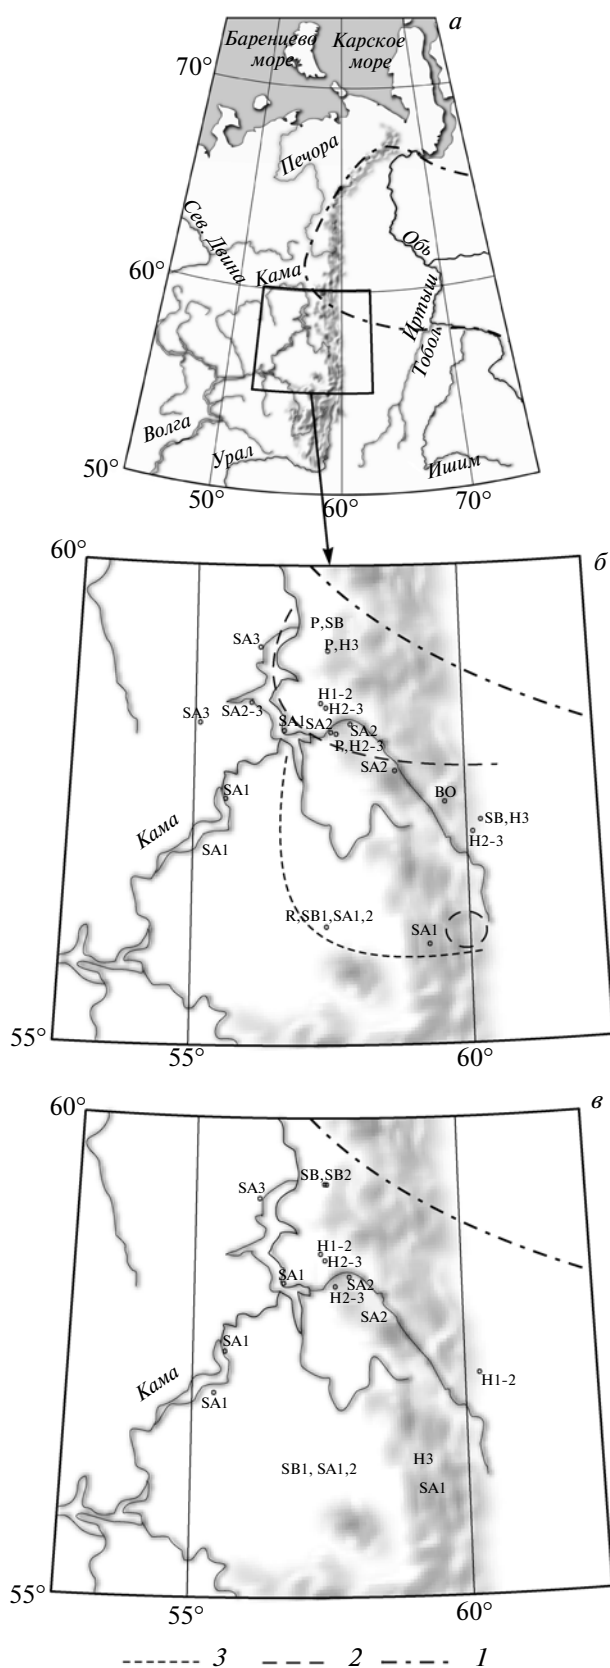 а
Баренцево
море
Карское
море
70°
Печора
Сев. Двина
Обь
60°
Кама
Иртыш
Тобол
Волга
Урал
Ишим
50°
50°
60°
70°
60°
б
P,SB
SA3
P,H3
H1-2
SA2-3
H2-3
SA3
SA1
SA2
SA2
P,H2-3
SA2
SA1
BO
SB,H3
Кама
H2-3
SA1
R,SB1,SA1,2
SA1
55°
55°
60°
60°
в
SB,SB2
SA3
H1-2
H2-3
SA1
SA2
H2-3
SA2
SA1
H1-2
Кама
SA1
H3
SB1, SA1,2
SA1
55°
55°
60°
3
2
1